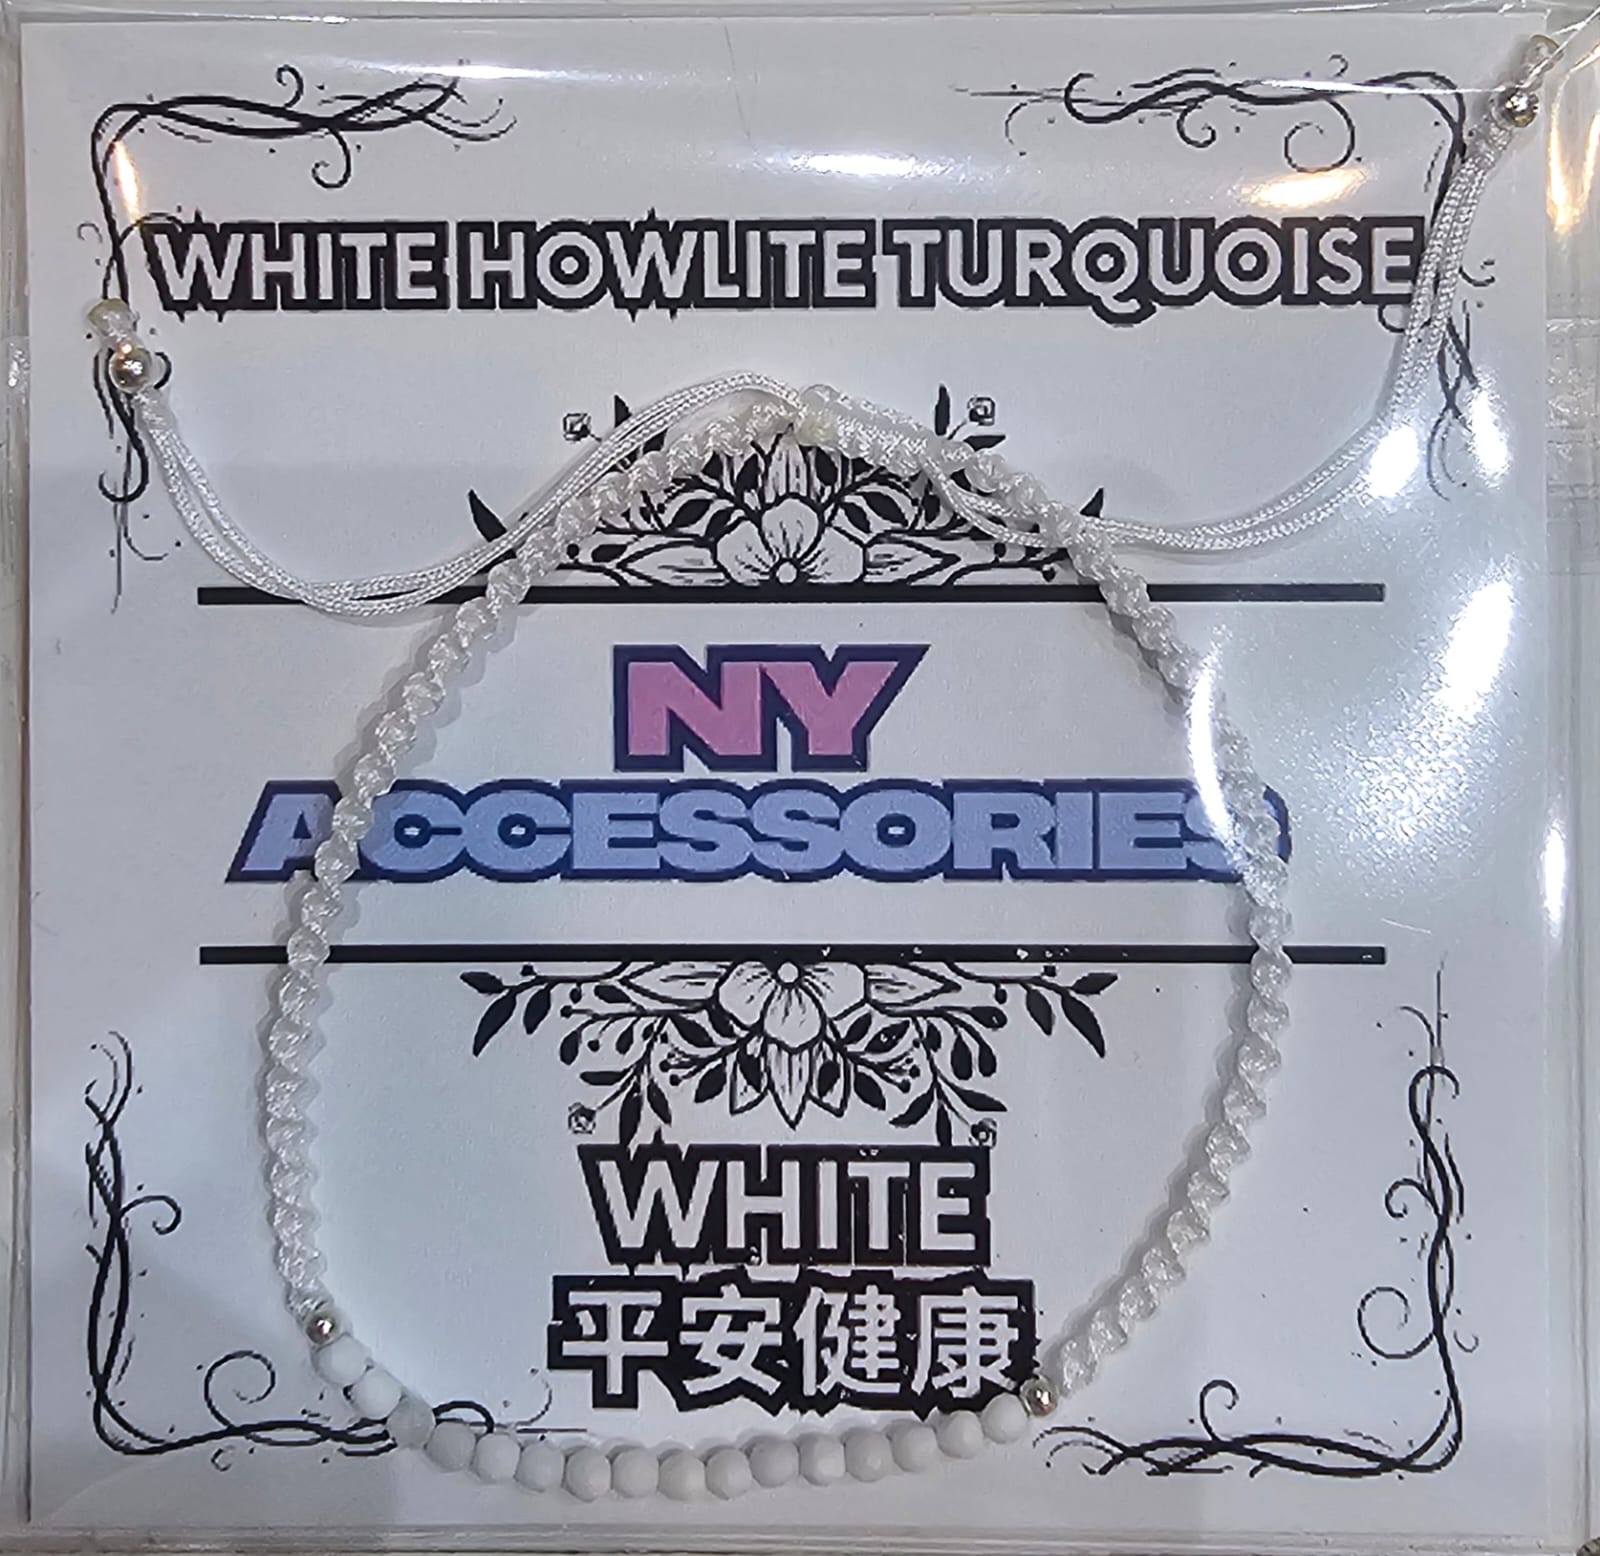 WHITE HOWLITE TURQUOISE
NY
ACCESSORIES
WHITE
平安健康